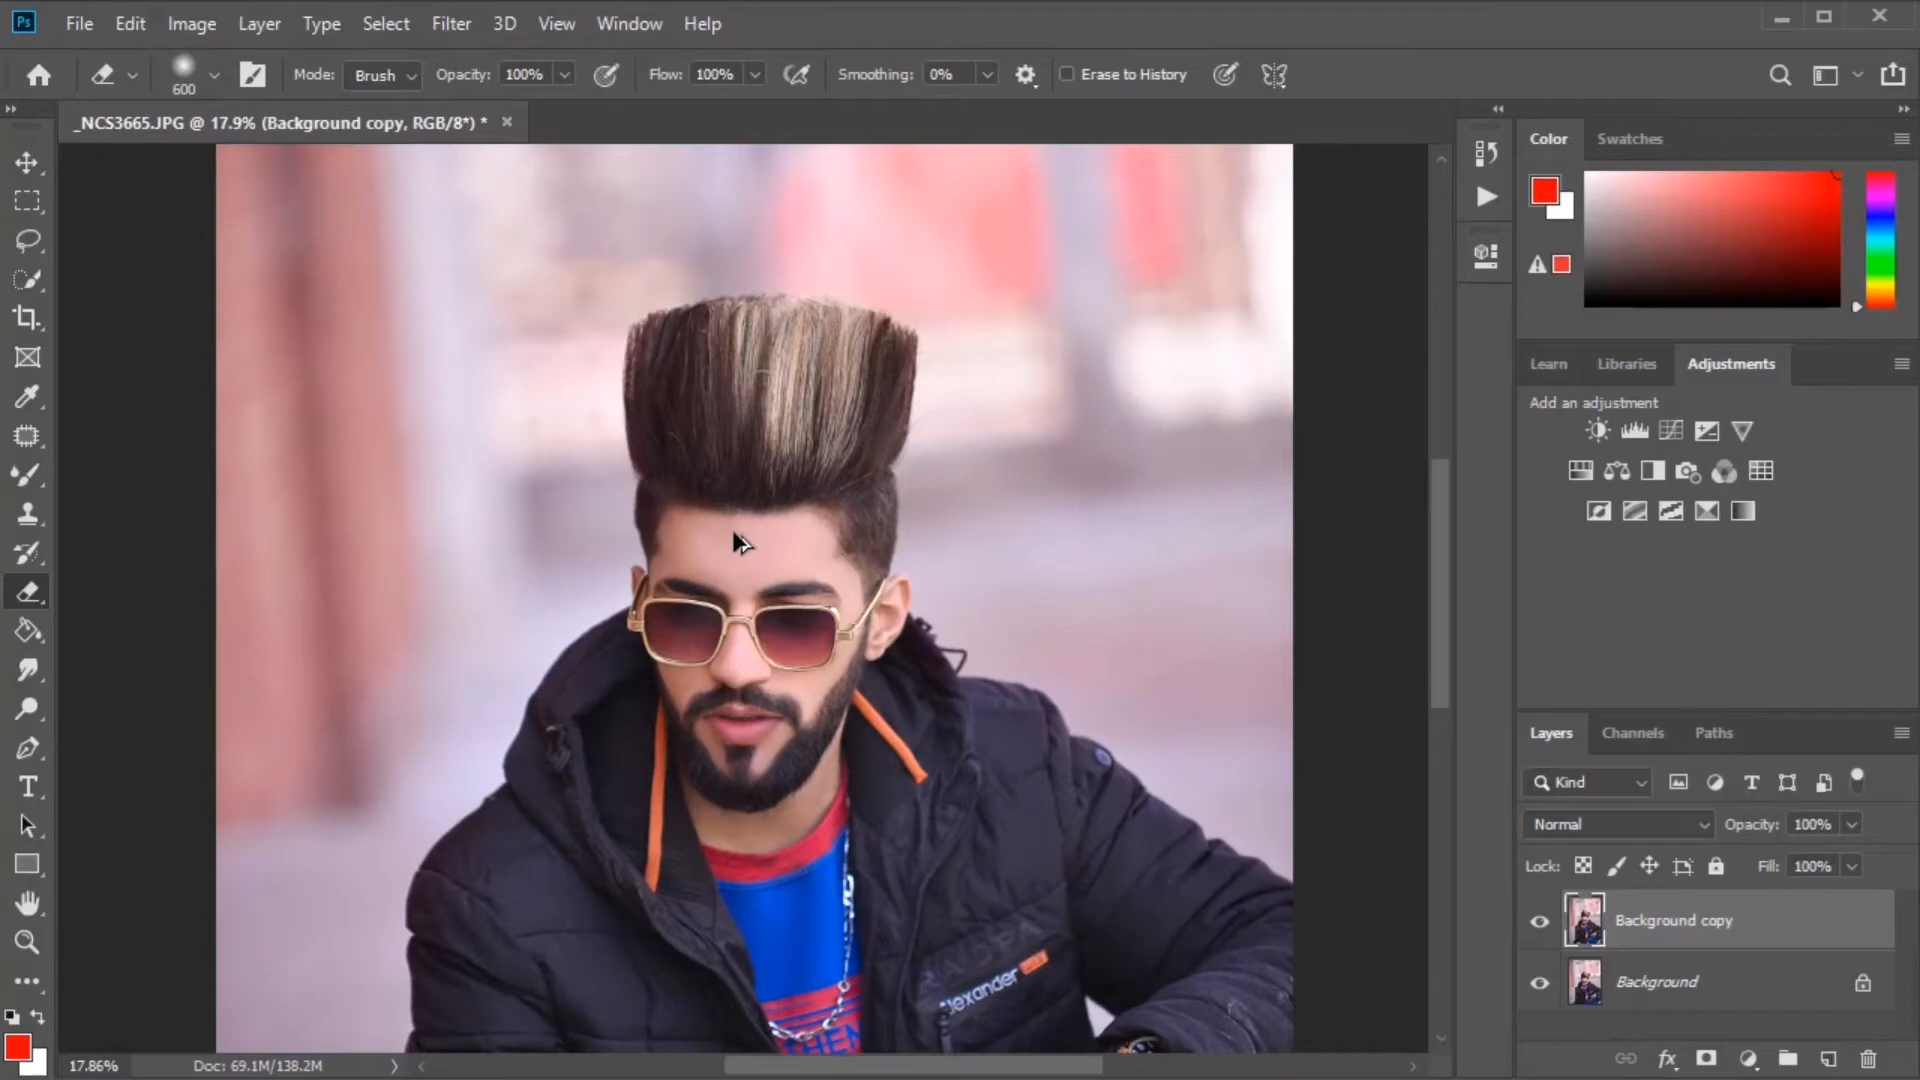 Ps File Edit Image Layer Type Select Filter 3D View Window Help
600 Mode: Brush Opacity: 100% Flow: 100% Smoothing: 0% Erase to History
_NCS3665.JPG @ 17.9% (Background copy, RGB/8*) * ×
Color Swatches
Learn Libraries Adjustments
Add an adjustment
Layers Channels Paths
Kind
Normal Opacity: 100%
Lock: Fill: 100%
Background copy
Background
Alexander
THEN
17.86% Doc: 69.1M/138.2M